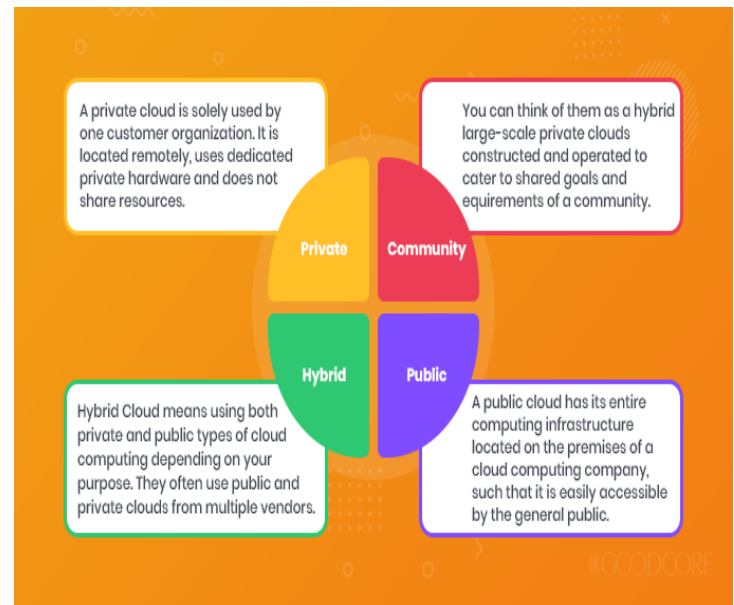 A private cloud is solely used by
one customer organization. It is
located remotely, uses dedicated
private hardware and does not
share resources.
You can think of them as a hybrid
large-scale private clouds
constructed and operated to
cater to shared goals and
equirements of a community.
Private
Community
Hybrid
Public
Hybrid Cloud means using both
private and public types of cloud
computing depending on your
purpose. They often use public and
private clouds from multiple vendors.
A public cloud has its entire
computing infrastructure
located on the premises of a
cloud computing company,
such that it is easily accessible
by the general public.
GOODCORE